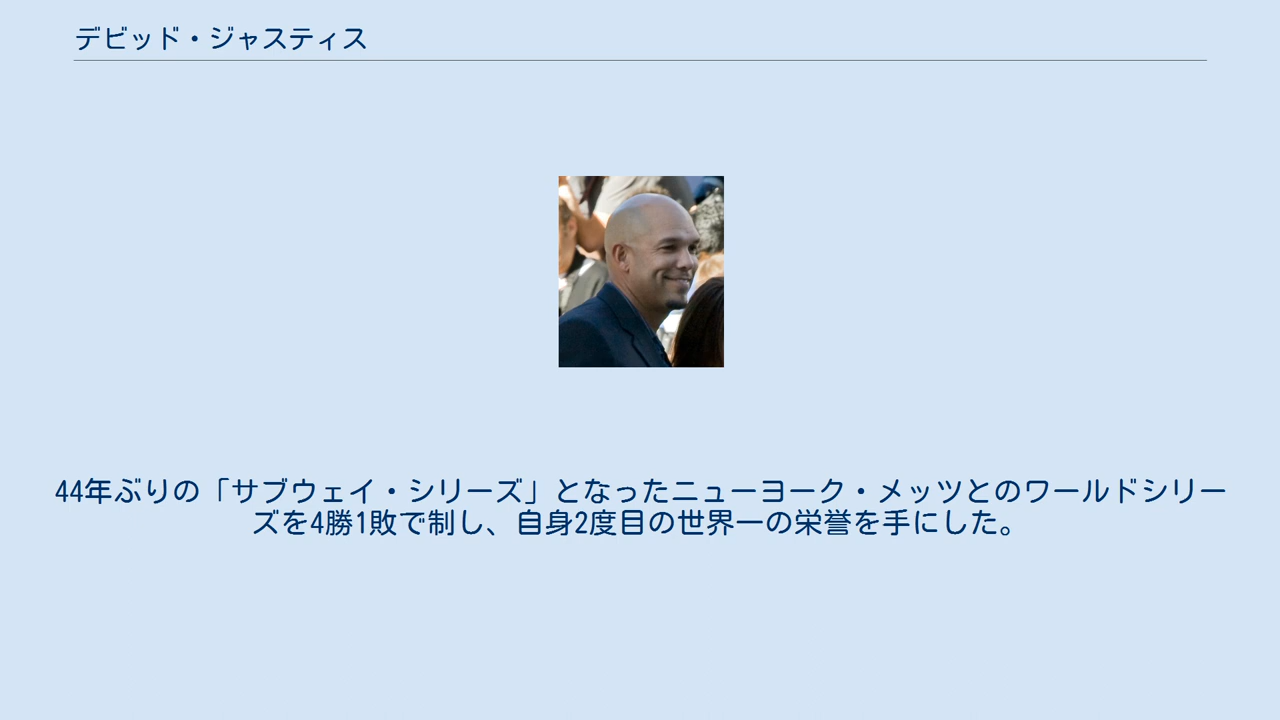 デビッド・ジャスティス
44年ぶりの「サブウェイ・シリーズ」となったニューヨーク・メッツとのワールドシリー
ズを4勝1敗で制し、自身2度目の世界一の栄誉を手にした。